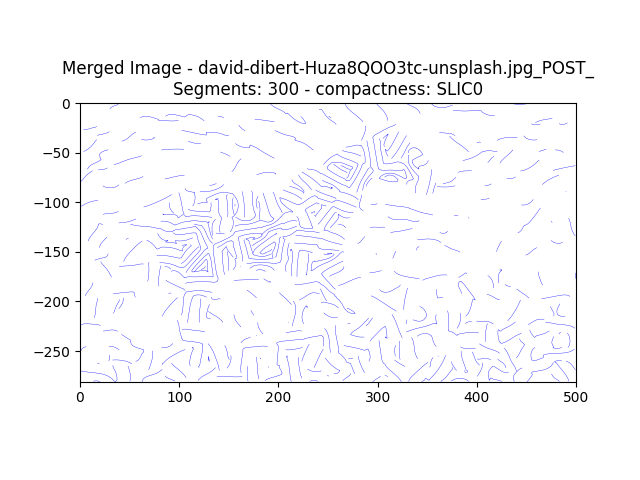 Merged Image - david-dibert-Huza8QOO3tc-unsplash.jpg_POST_
Segments: 300 - compactness: SLIC0
0
−50
−100
−150
−200
−250
0 100 200 300 400 500